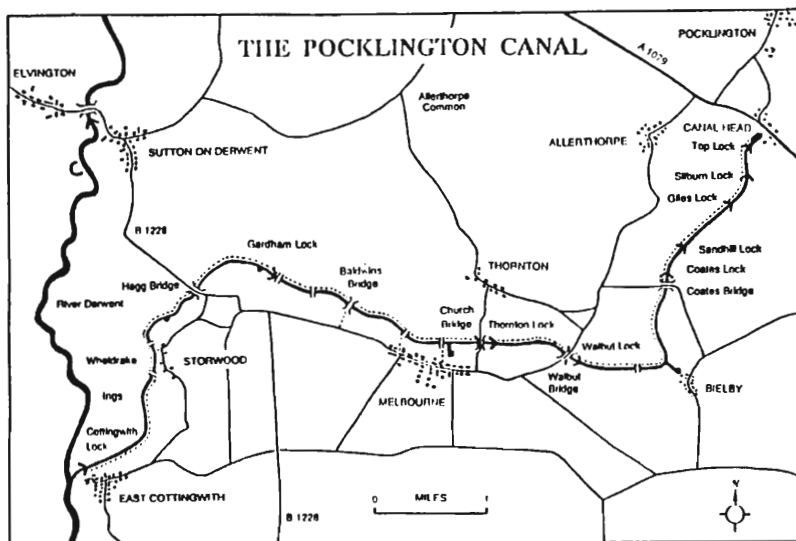 THE POCKLINGTON CANAL
POCKLINGTON
A 1079
ELVINGTON
Allerthorpe
Common
ALLERTHORPE
CANAL HEAD
Top Lock
SUTTON ON DERWENT
Silburn Lock
Giles Lock
B 1228
Gardham Lock
Sandhill Lock
Baldwins
Bridge
THORNTON
Coates Lock
Hagg Bridge
Coates Bridge
River Derwent
Church
Bridge
Thornton Lock
Walbut Lock
Wheldrake
STORWOOD
Walbut
Bridge
BIELBY
Ings
MELBOURNE
Cottingwith
Lock
EAST COTTINGWITH
0 MILES 1
B 1228
N